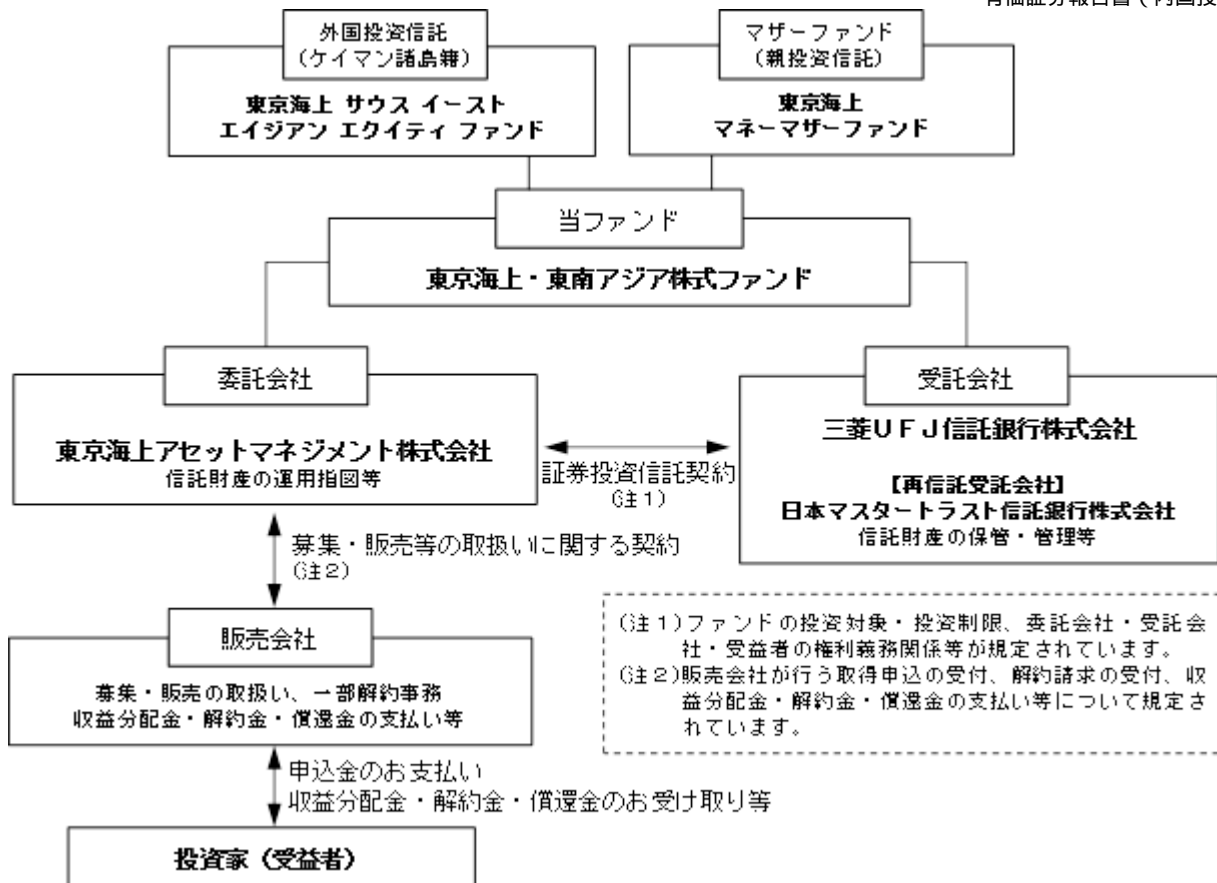 有価証券報告書（内国投
外国投資信託
（ケイマン諸島籍）
東京海上 サウス イースト
エイジアン エクイティ ファンド
マザーファンド
（親投資信託）
東京海上
マネーマザーファンド
当ファンド
東京海上・東南アジア株式ファンド
委託会社
東京海上アセットマネジメント株式会社
信託財産の運用指図等
証券投資信託契約
（注１）
受託会社
三菱ＵＦＪ信託銀行株式会社
【再信託受託会社】
日本マスタートラスト信託銀行株式会社
信託財産の保管・管理等
募集・販売等の取扱いに関する契約
（注２）
販売会社
募集・販売の取扱い、一部解約事務
収益分配金・解約金・償還金の支払い等
（注１）ファンドの投資対象・投資制限、委託会社・受託会
社・受益者の権利義務関係等が規定されています。
（注２）販売会社が行う取得申込の受付、解約請求の受付、収
益分配金・解約金・償還金の支払い等について規定さ
れています。
申込金のお支払い
収益分配金・解約金・償還金のお受け取り等
投資家（受益者）